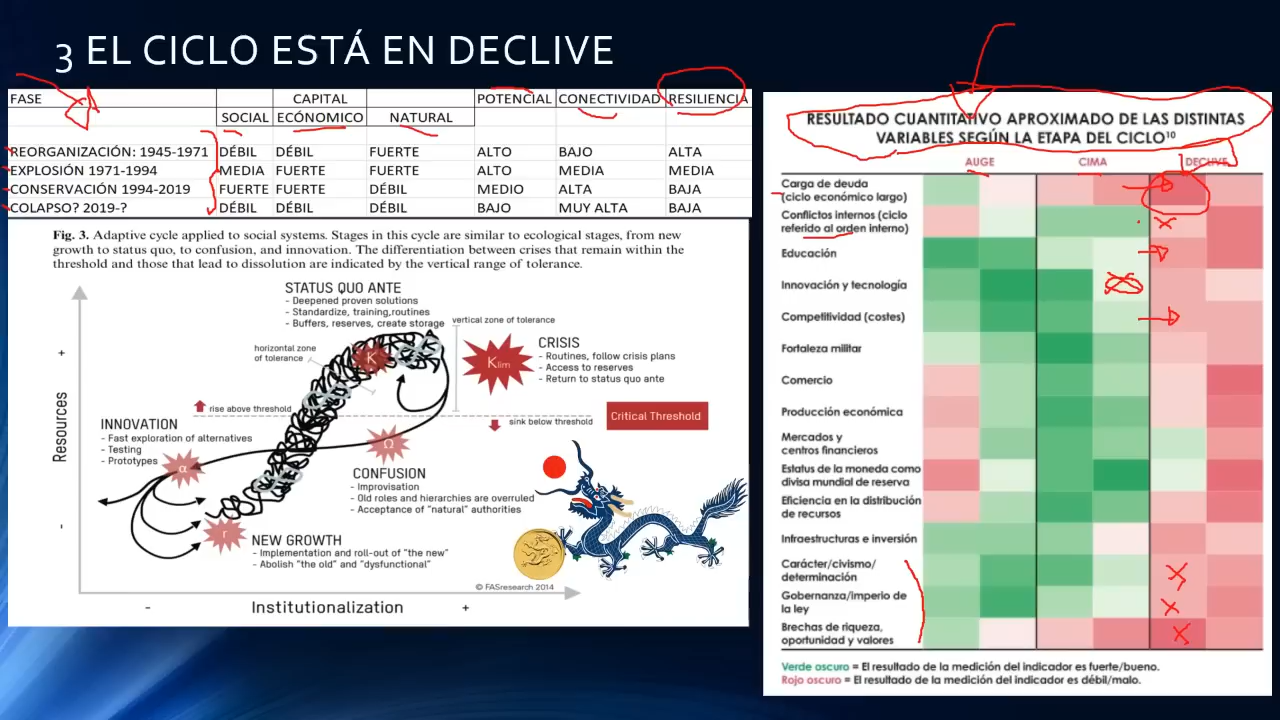 3 EL CICLO ESTÁ EN DECLIVE
FASE CAPITAL POTENCIAL CONECTIVIDAD RESILIENCIA
SOCIAL ECÓNOMICO NATURAL
REORGANIZACIÓN: 1945-1971 DÉBIL DÉBIL FUERTE ALTO BAJO ALTA
EXPLOSIÓN 1971-1994 MEDIA FUERTE FUERTE ALTO MEDIA MEDIA
CONSERVACIÓN 1994-2019 FUERTE FUERTE DÉBIL MEDIO ALTA BAJA
COLAPSO? 2019-? DÉBIL DÉBIL DÉBIL BAJO MUY ALTA BAJA
Fig. 3. Adaptive cycle applied to social systems. Stages in this cycle are similar to ecological stages, from new
growth to status quo, to confusion, and innovation. The differentiation between crises that remain within the
threshold and those that lead to dissolution are indicated by the vertical range of tolerance.
STATUS QUO ANTE
- Deepened proven solutions
- Standardize, training,routines
- Buffers, reserves, create storage
vertical zone of tolerance
horizontal zone
of tolerance
K
Klim
CRISIS
- Routines, follow crisis plans
- Access to reserves
- Return to status quo ante
rise above threshold
sink below threshold
Critical Threshold
INNOVATION
- Fast exploration of alternatives
- Testing
- Prototypes
α
Ω
CONFUSION
- Improvisation
- Old roles and hierarchies are overruled
- Acceptance of "natural" authorities
r
NEW GROWTH
- Implementation and roll-out of "the new"
- Abolish "the old" and "dysfunctional"
© FASresearch 2014
+
Resources
-
- Institutionalization +
RESULTADO CUANTITATIVO APROXIMADO DE LAS DISTINTAS
VARIABLES SEGÚN LA ETAPA DEL CICLO¹⁰
AUGE CIMA DECLIVE
Carga de deuda
(ciclo económico largo)
Conflictos internos (ciclo
referido al orden interno)
Educación
Innovación y tecnología
Competitividad (costes)
Fortaleza militar
Comercio
Producción económica
Mercados y
centros financieros
Estatus de la moneda como
divisa mundial de reserva
Eficiencia en la distribución
de recursos
Infraestructuras e inversión
Carácter/civismo/
determinación
Gobernanza/imperio de
la ley
Brechas de riqueza,
oportunidad y valores
Verde oscuro = El resultado de la medición del indicador es fuerte/bueno.
Rojo oscuro = El resultado de la medición del indicador es débil/malo.